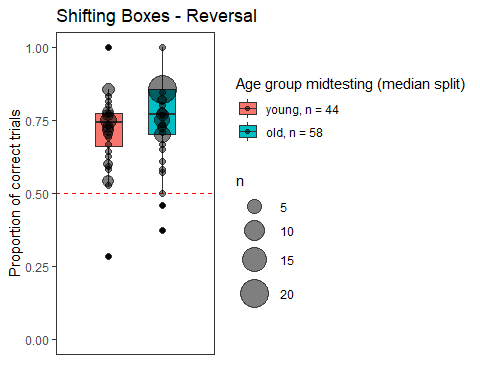 Shifting Boxes - Reversal
Proportion of correct trials
1.00
0.75
0.50
0.25
0.00
Age group midtesting (median split)
young, n = 44
old, n = 58
n
5
10
15
20